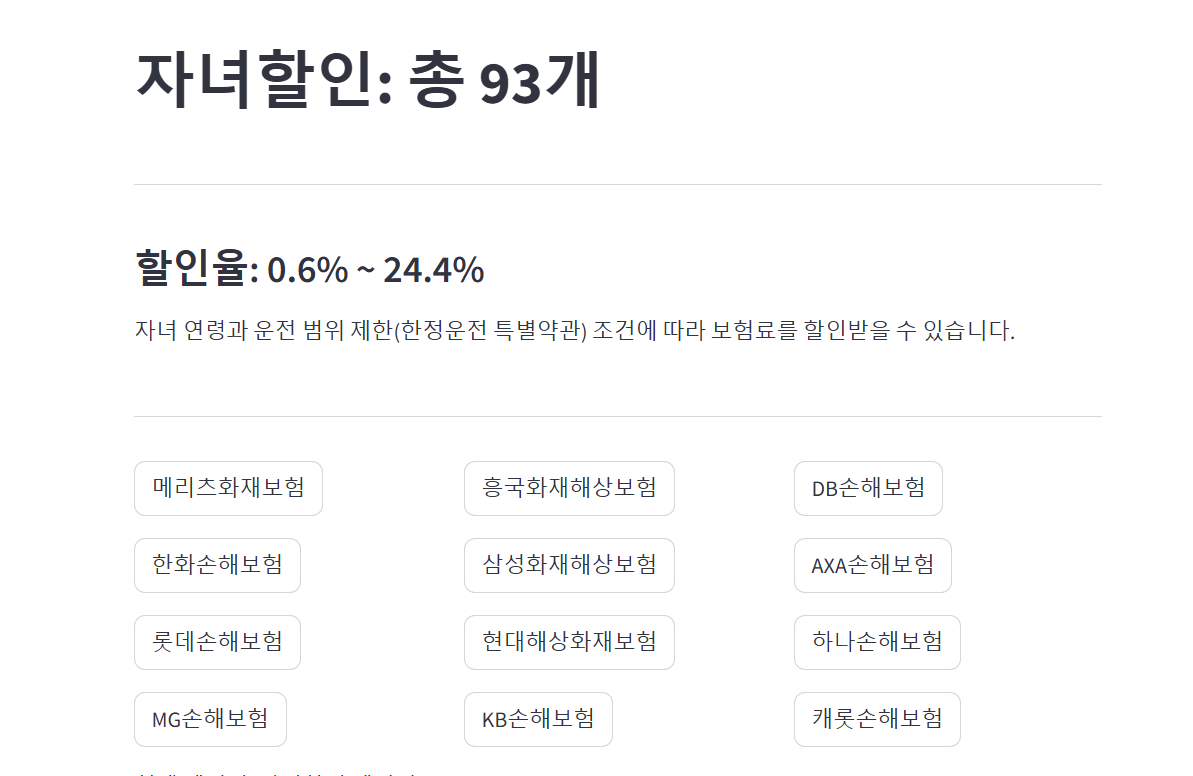 자녀할인: 총 93개
할인율: 0.6% ~ 24.4%
자녀 연령과 운전 범위 제한(한정운전 특별약관) 조건에 따라 보험료를 할인받을 수 있습니다.
메리츠화재보험
흥국화재해상보험
DB손해보험
한화손해보험
삼성화재해상보험
AXA손해보험
롯데손해보험
현대해상화재보험
하나손해보험
MG손해보험
KB손해보험
캐롯손해보험